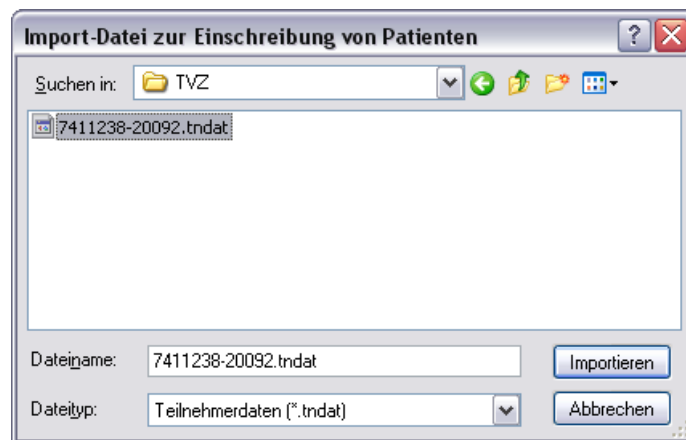 Import-Datei zur Einschreibung von Patienten
Suchen in: TVZ
7411238-20092.tndat
Dateiname: 7411238-20092.tndat Importieren
Dateityp: Teilnehmerdaten (*.tndat) Abbrechen